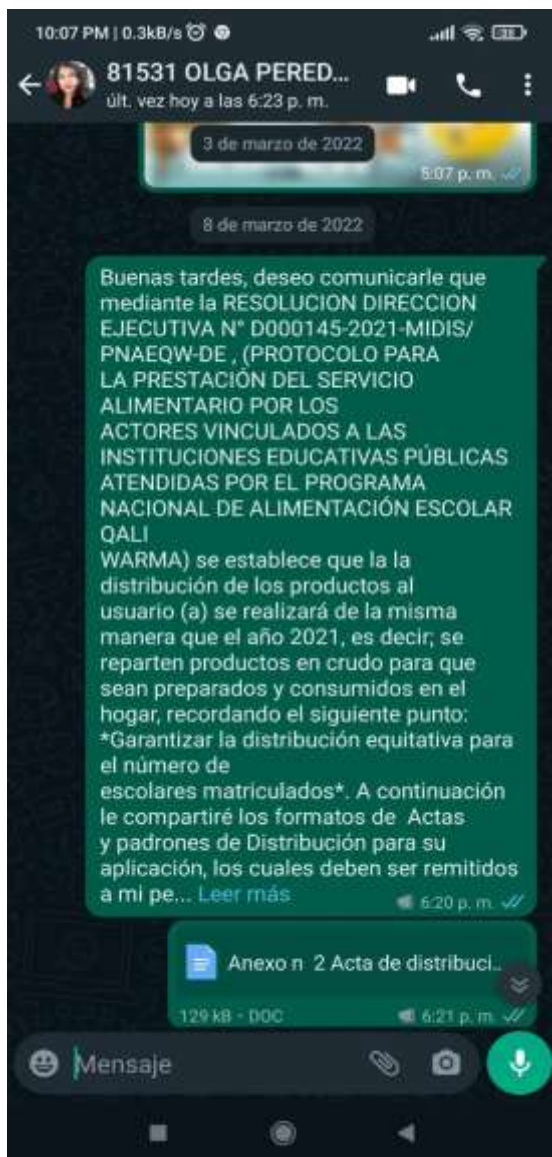 10:07 PM | 0.3kB/s
81531 OLGA PERED...
últ. vez hoy a las 6:23 p. m.
3 de marzo de 2022
5:07 p. m.
8 de marzo de 2022
Buenas tardes, deseo comunicarle que
mediante la RESOLUCION DIRECCION
EJECUTIVA N° D000145-2021-MIDIS/
PNAEQW-DE , (PROTOCOLO PARA
LA PRESTACIÓN DEL SERVICIO
ALIMENTARIO POR LOS
ACTORES VINCULADOS A LAS
INSTITUCIONES EDUCATIVAS PÚBLICAS
ATENDIDAS POR EL PROGRAMA
NACIONAL DE ALIMENTACIÓN ESCOLAR
QALI
WARMA) se establece que la la
distribución de los productos al
usuario (a) se realizará de la misma
manera que el año 2021, es decir; se
reparten productos en crudo para que
sean preparados y consumidos en el
hogar, recordando el siguiente punto:
*Garantizar la distribución equitativa para
el número de
escolares matriculados*. A continuación
le compartiré los formatos de Actas
y padrones de Distribución para su
aplicación, los cuales deben ser remitidos
a mi pe... Leer más
6:20 p. m.
Anexo n 2 Acta de distribuci..
129 kB - DOC
6:21 p. m.
Mensaje